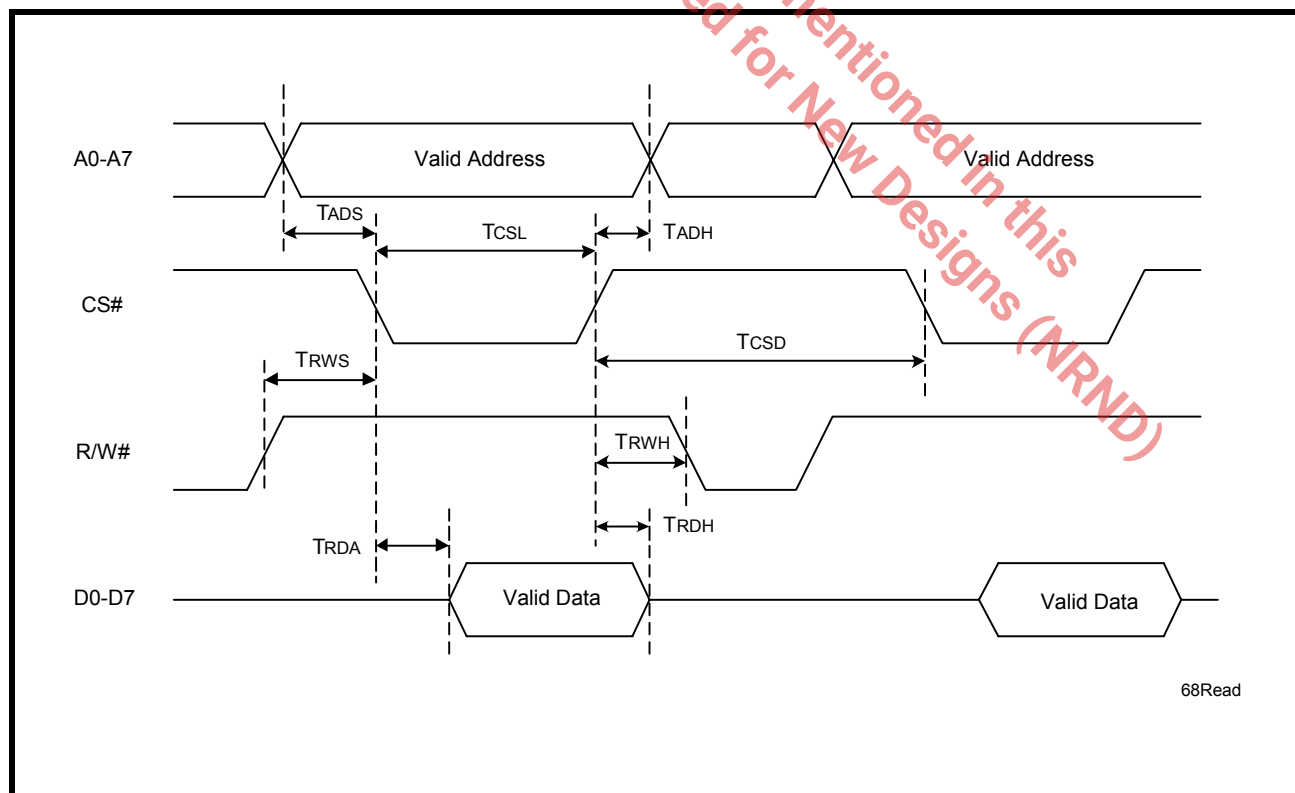 mentioned in this
ed for New Designs (NRND)
A0-A7
Valid Address
Valid Address
TADS
TCSL
TADH
CS#
TCSD
TRWS
R/W#
TRWH
TRDH
TRDA
D0-D7
Valid Data
Valid Data
68Read